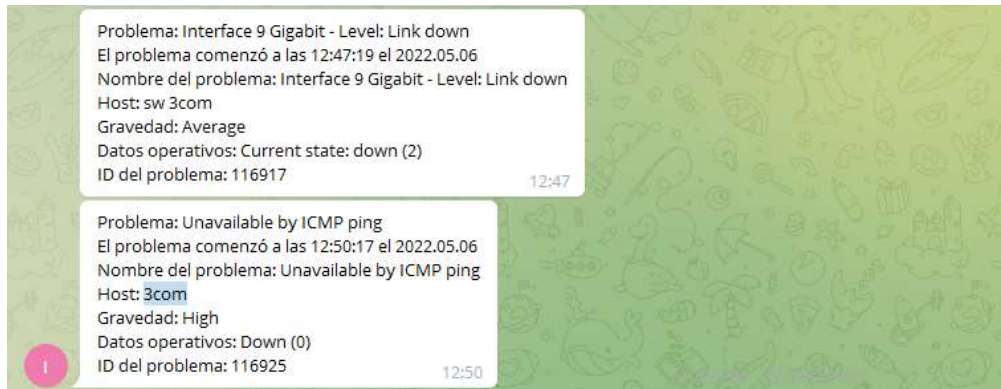 Problema: Interface 9 Gigabit - Level: Link down
El problema comenzó a las 12:47:19 el 2022.05.06
Nombre del problema: Interface 9 Gigabit - Level: Link down
Host: sw 3com
Gravedad: Average
Datos operativos: Current state: down (2)
ID del problema: 116917
12:47
Problema: Unavailable by ICMP ping
El problema comenzó a las 12:50:17 el 2022.05.06
Nombre del problema: Unavailable by ICMP ping
Host: 3com
Gravedad: High
Datos operativos: Down (0)
ID del problema: 116925
12:50
I